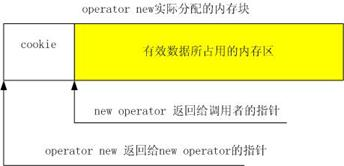 operator new实际分配的内存块
cookie
有效数据所占用的内存区
new operator 返回给调用者的指针
operator new 返回给new operator的指针